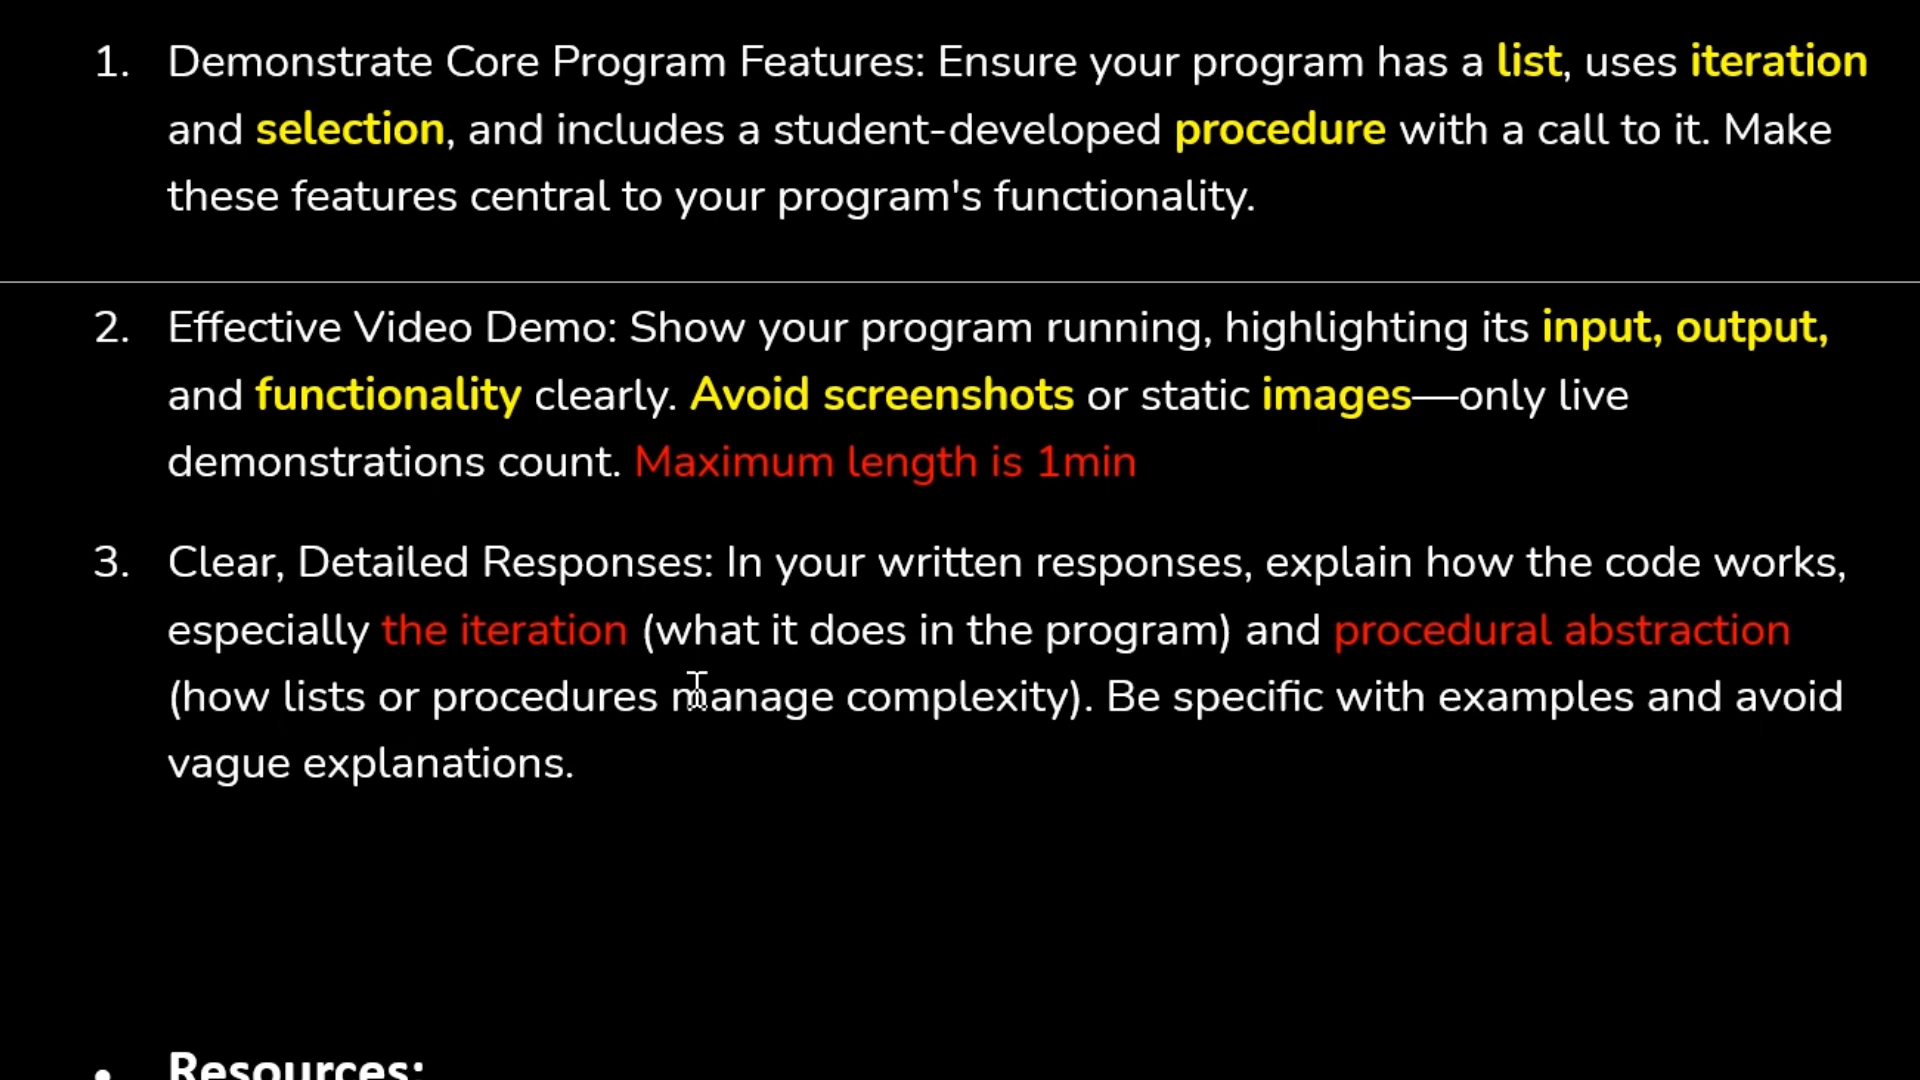 1. Demonstrate Core Program Features: Ensure your program has a list, uses iteration
and selection, and includes a student-developed procedure with a call to it. Make
these features central to your program's functionality.
2. Effective Video Demo: Show your program running, highlighting its input, output,
and functionality clearly. Avoid screenshots or static images—only live
demonstrations count. Maximum length is 1min
3. Clear, Detailed Responses: In your written responses, explain how the code works,
especially the iteration (what it does in the program) and procedural abstraction
(how lists or procedures manage complexity). Be specific with examples and avoid
vague explanations.
• Resources: